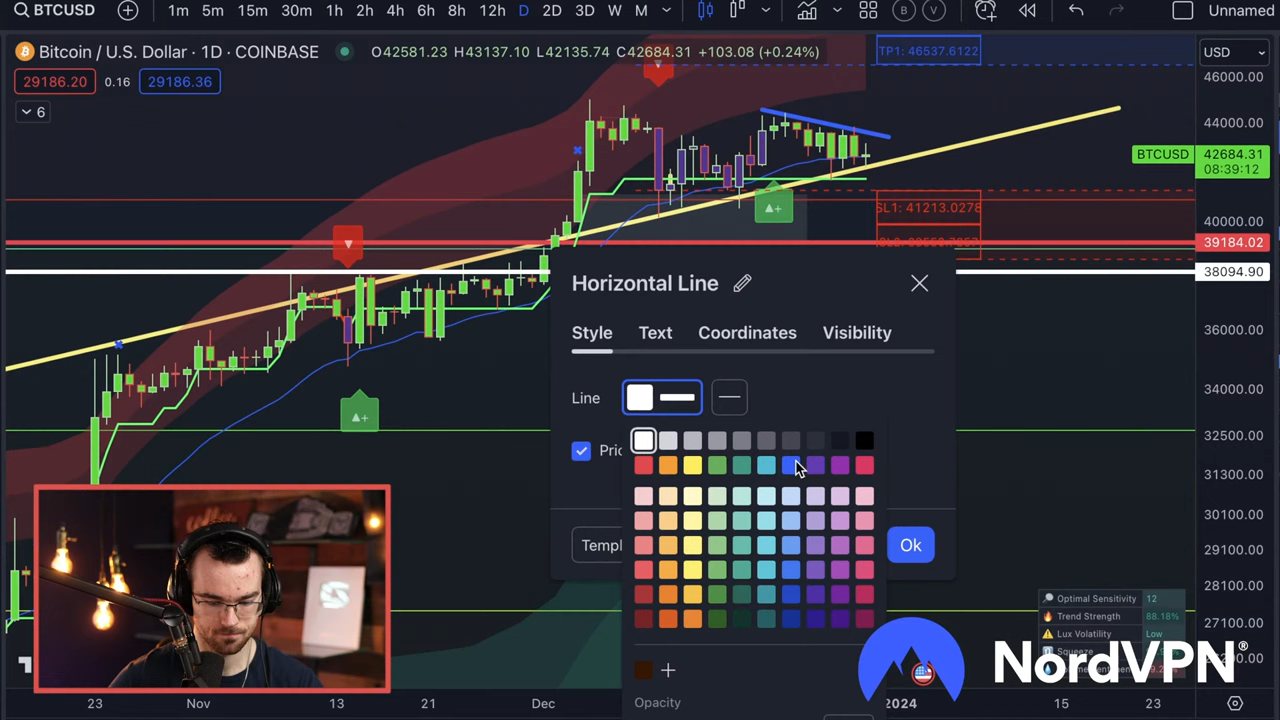 BTCUSD 1m 5m 15m 30m 1h 2h 4h 6h 8h 12h D 2D 3D W M B V Unnamed
Bitcoin / U.S. Dollar · 1D · COINBASE O42581.23 H43137.10 L42135.74 C42684.31 +103.08 (+0.24%)
TP1: 46537.6122
USD
29186.20 0.16 29186.36
46000.00
6
44000.00
BTCUSD 42684.31
08:39:12
SL1: 41213.0278
40000.00
39184.02
38094.90
Horizontal Line
Style Text Coordinates Visibility
36000.00
Line
34000.00
32500.00
Pric
31300.00
30100.00
Templ
Ok
29100.00
28100.00
Optimal Sensitivity 12
Trend Strength 88.18%
27100.00
Lux Volatility Low
Squeeze
NordVPN®
Opacity
23 Nov 13 21 Dec 2024 15 23